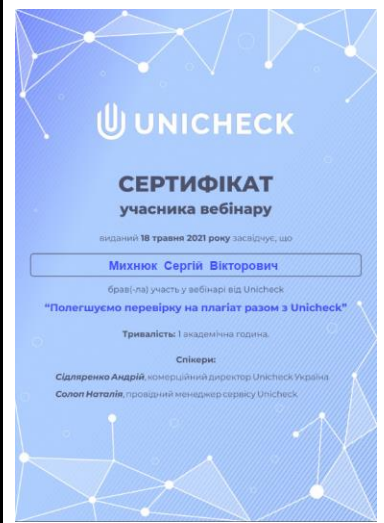 UNICHECK
СЕРТИФІКАТ
учасника вебінару
виданий 18 травня 2021 року засвідчує, що
Михнюк Сергій Вікторович
брав(-ла) участь у вебінарі від Unicheck
“Полегшуємо перевірку на плагіат разом з Unicheck”
Тривалість: 1 академічна година.
Спікери:
Сідляренко Андрій, комерційний директор Unicheck Україна
Солоп Наталія, провідний менеджер сервісу Unicheck